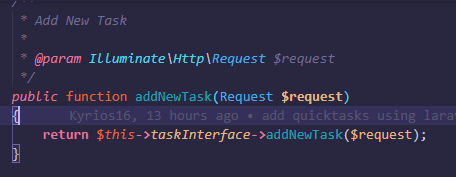 /**
* Add New Task
*
* @param Illuminate\Http\Request $request
*/
public function addNewTask(Request $request)
{ Kyrios16, 13 hours ago • add quicktasks using
return $this->taskInterface->addNewTask($request);
}